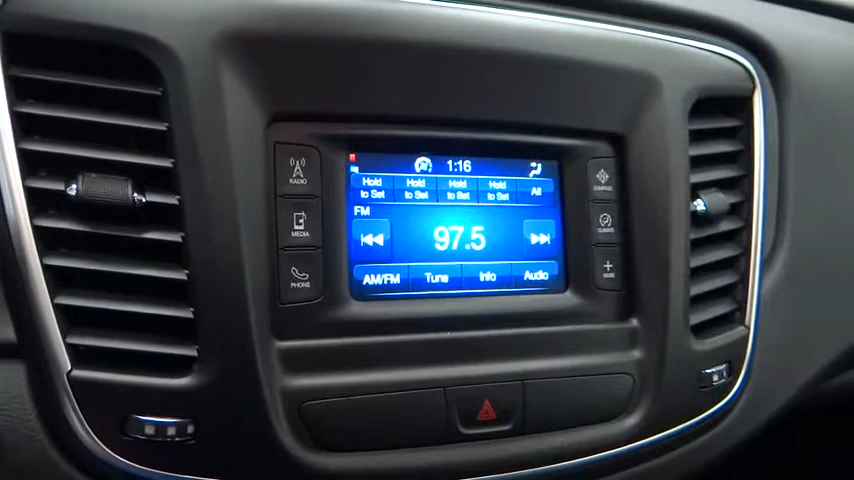 RADIO
MEDIA
PHONE
1:16
Hold to Set
Hold to Set
Hold to Set
Hold to Set
All
FM
97.5
AM/FM
Tune
Info
Audio
COMPASS
CLIMATE
MORE